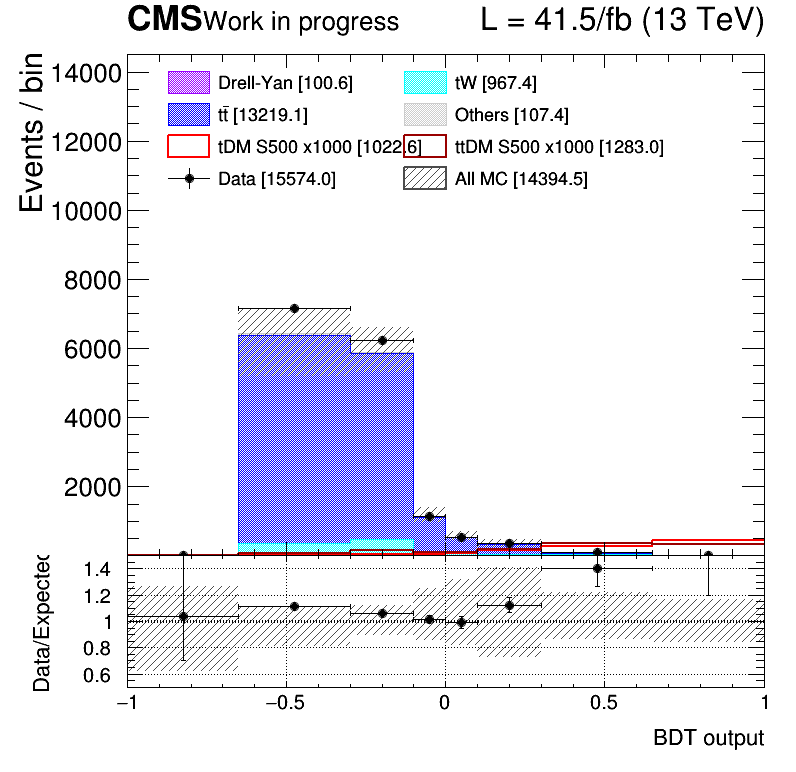 CMS Work in progress L = 41.5/fb (13 TeV)
Events / bin
14000
12000
10000
8000
6000
4000
2000
Drell-Yan [100.6] tW [967.4]
tt̄ [13219.1] Others [107.4]
tDM S500 x1000 [1022.6] ttDM S500 x1000 [1283.0]
Data [15574.0] All MC [14394.5]
Data/Expected
1.4
1.2
1
0.8
0.6
−1 −0.5 0 0.5 1
BDT output